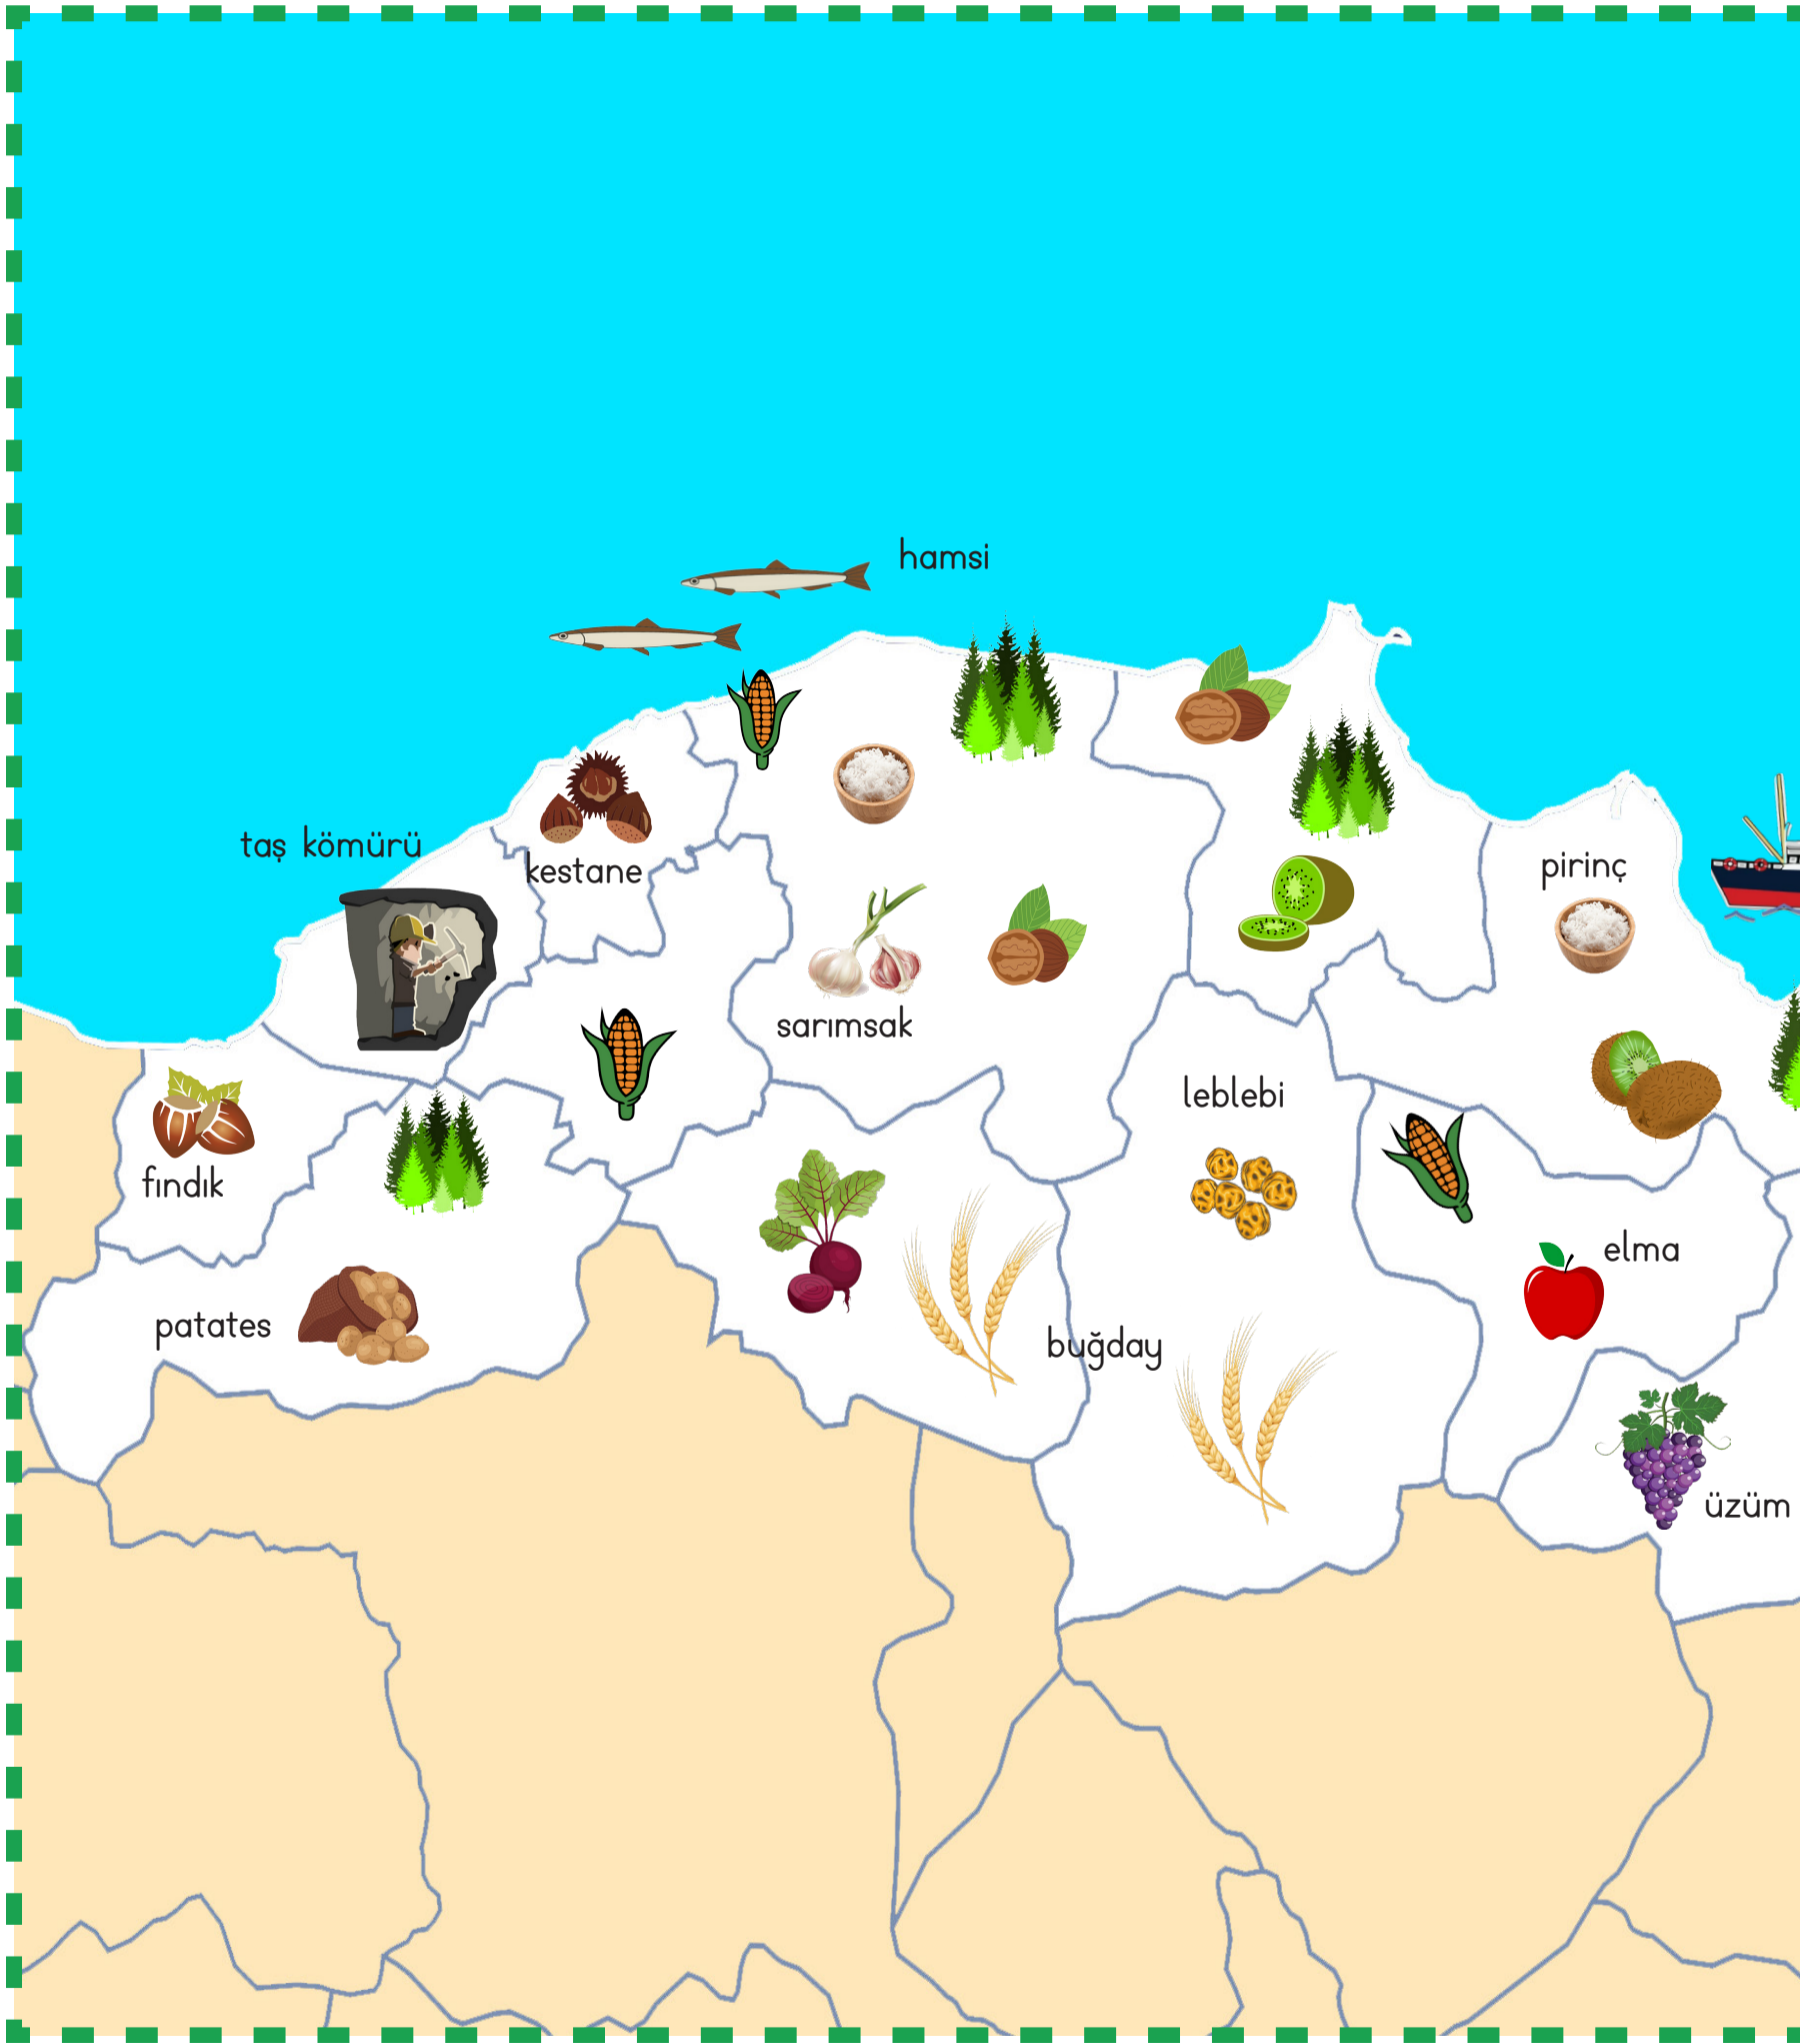 hamsi
taş kömürü
kestane
pirinç
sarımsak
leblebi
fındık
elma
patates
buğday
üzüm